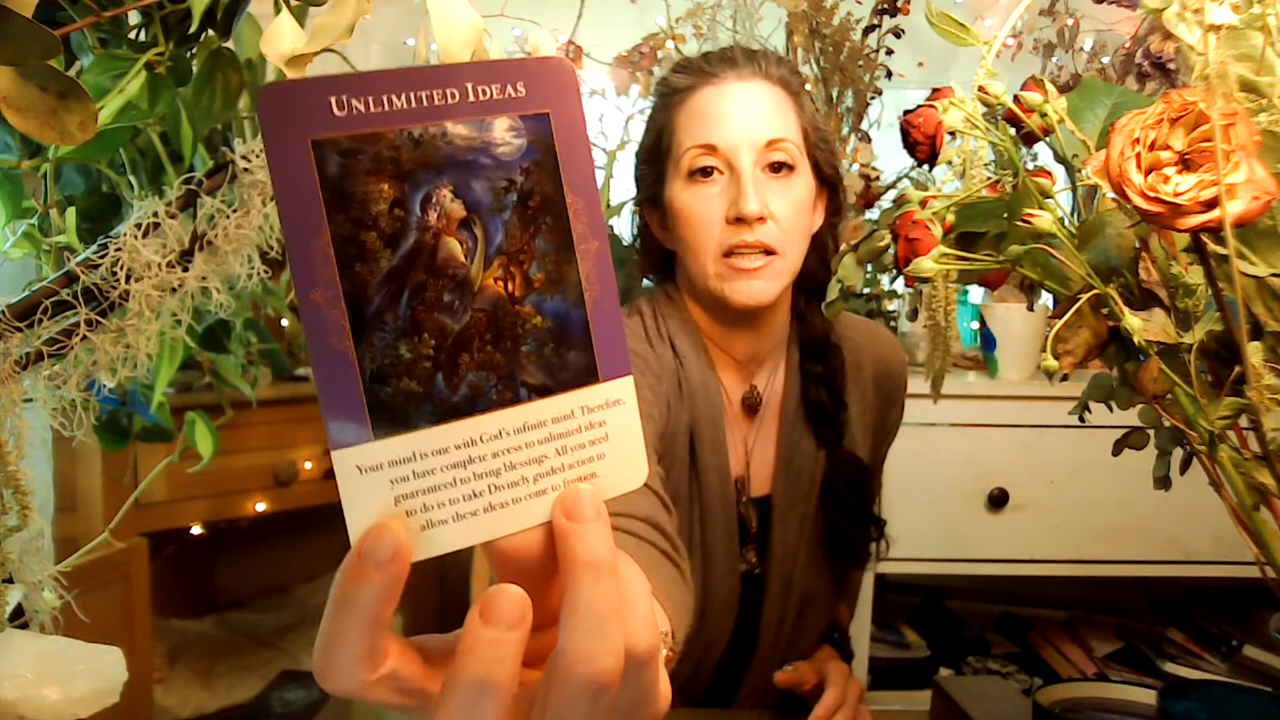 UNLIMITED IDEAS
Your mind is one with God's infinite mind. Therefore,
you have complete access to unlimited ideas
guaranteed to bring blessings. All you need
to do is to take Divinely guided action to
allow these ideas to come to fruition.